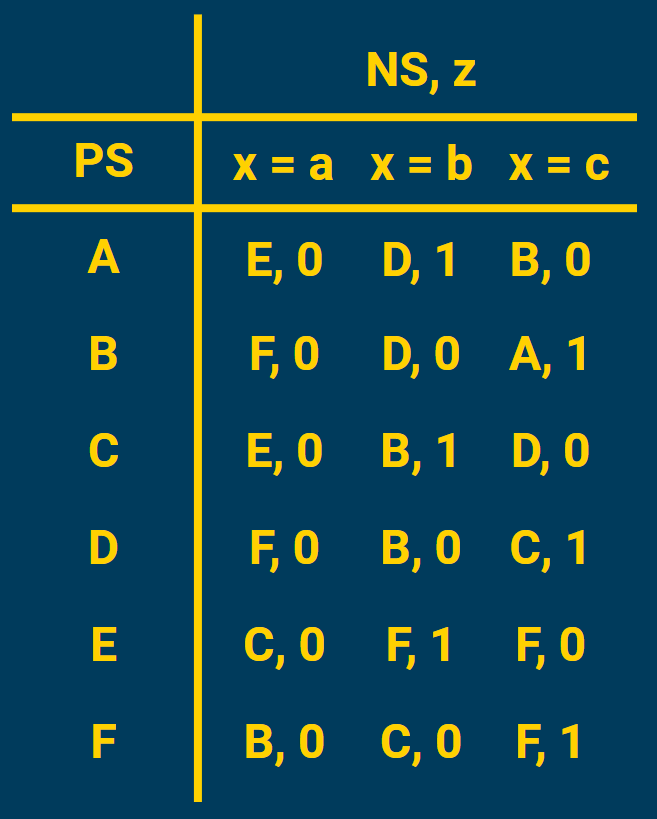 NS, z
PS x = a x = b x = c
A E, 0 D, 1 B, 0
B F, 0 D, 0 A, 1
C E, 0 B, 1 D, 0
D F, 0 B, 0 C, 1
E C, 0 F, 1 F, 0
F B, 0 C, 0 F, 1